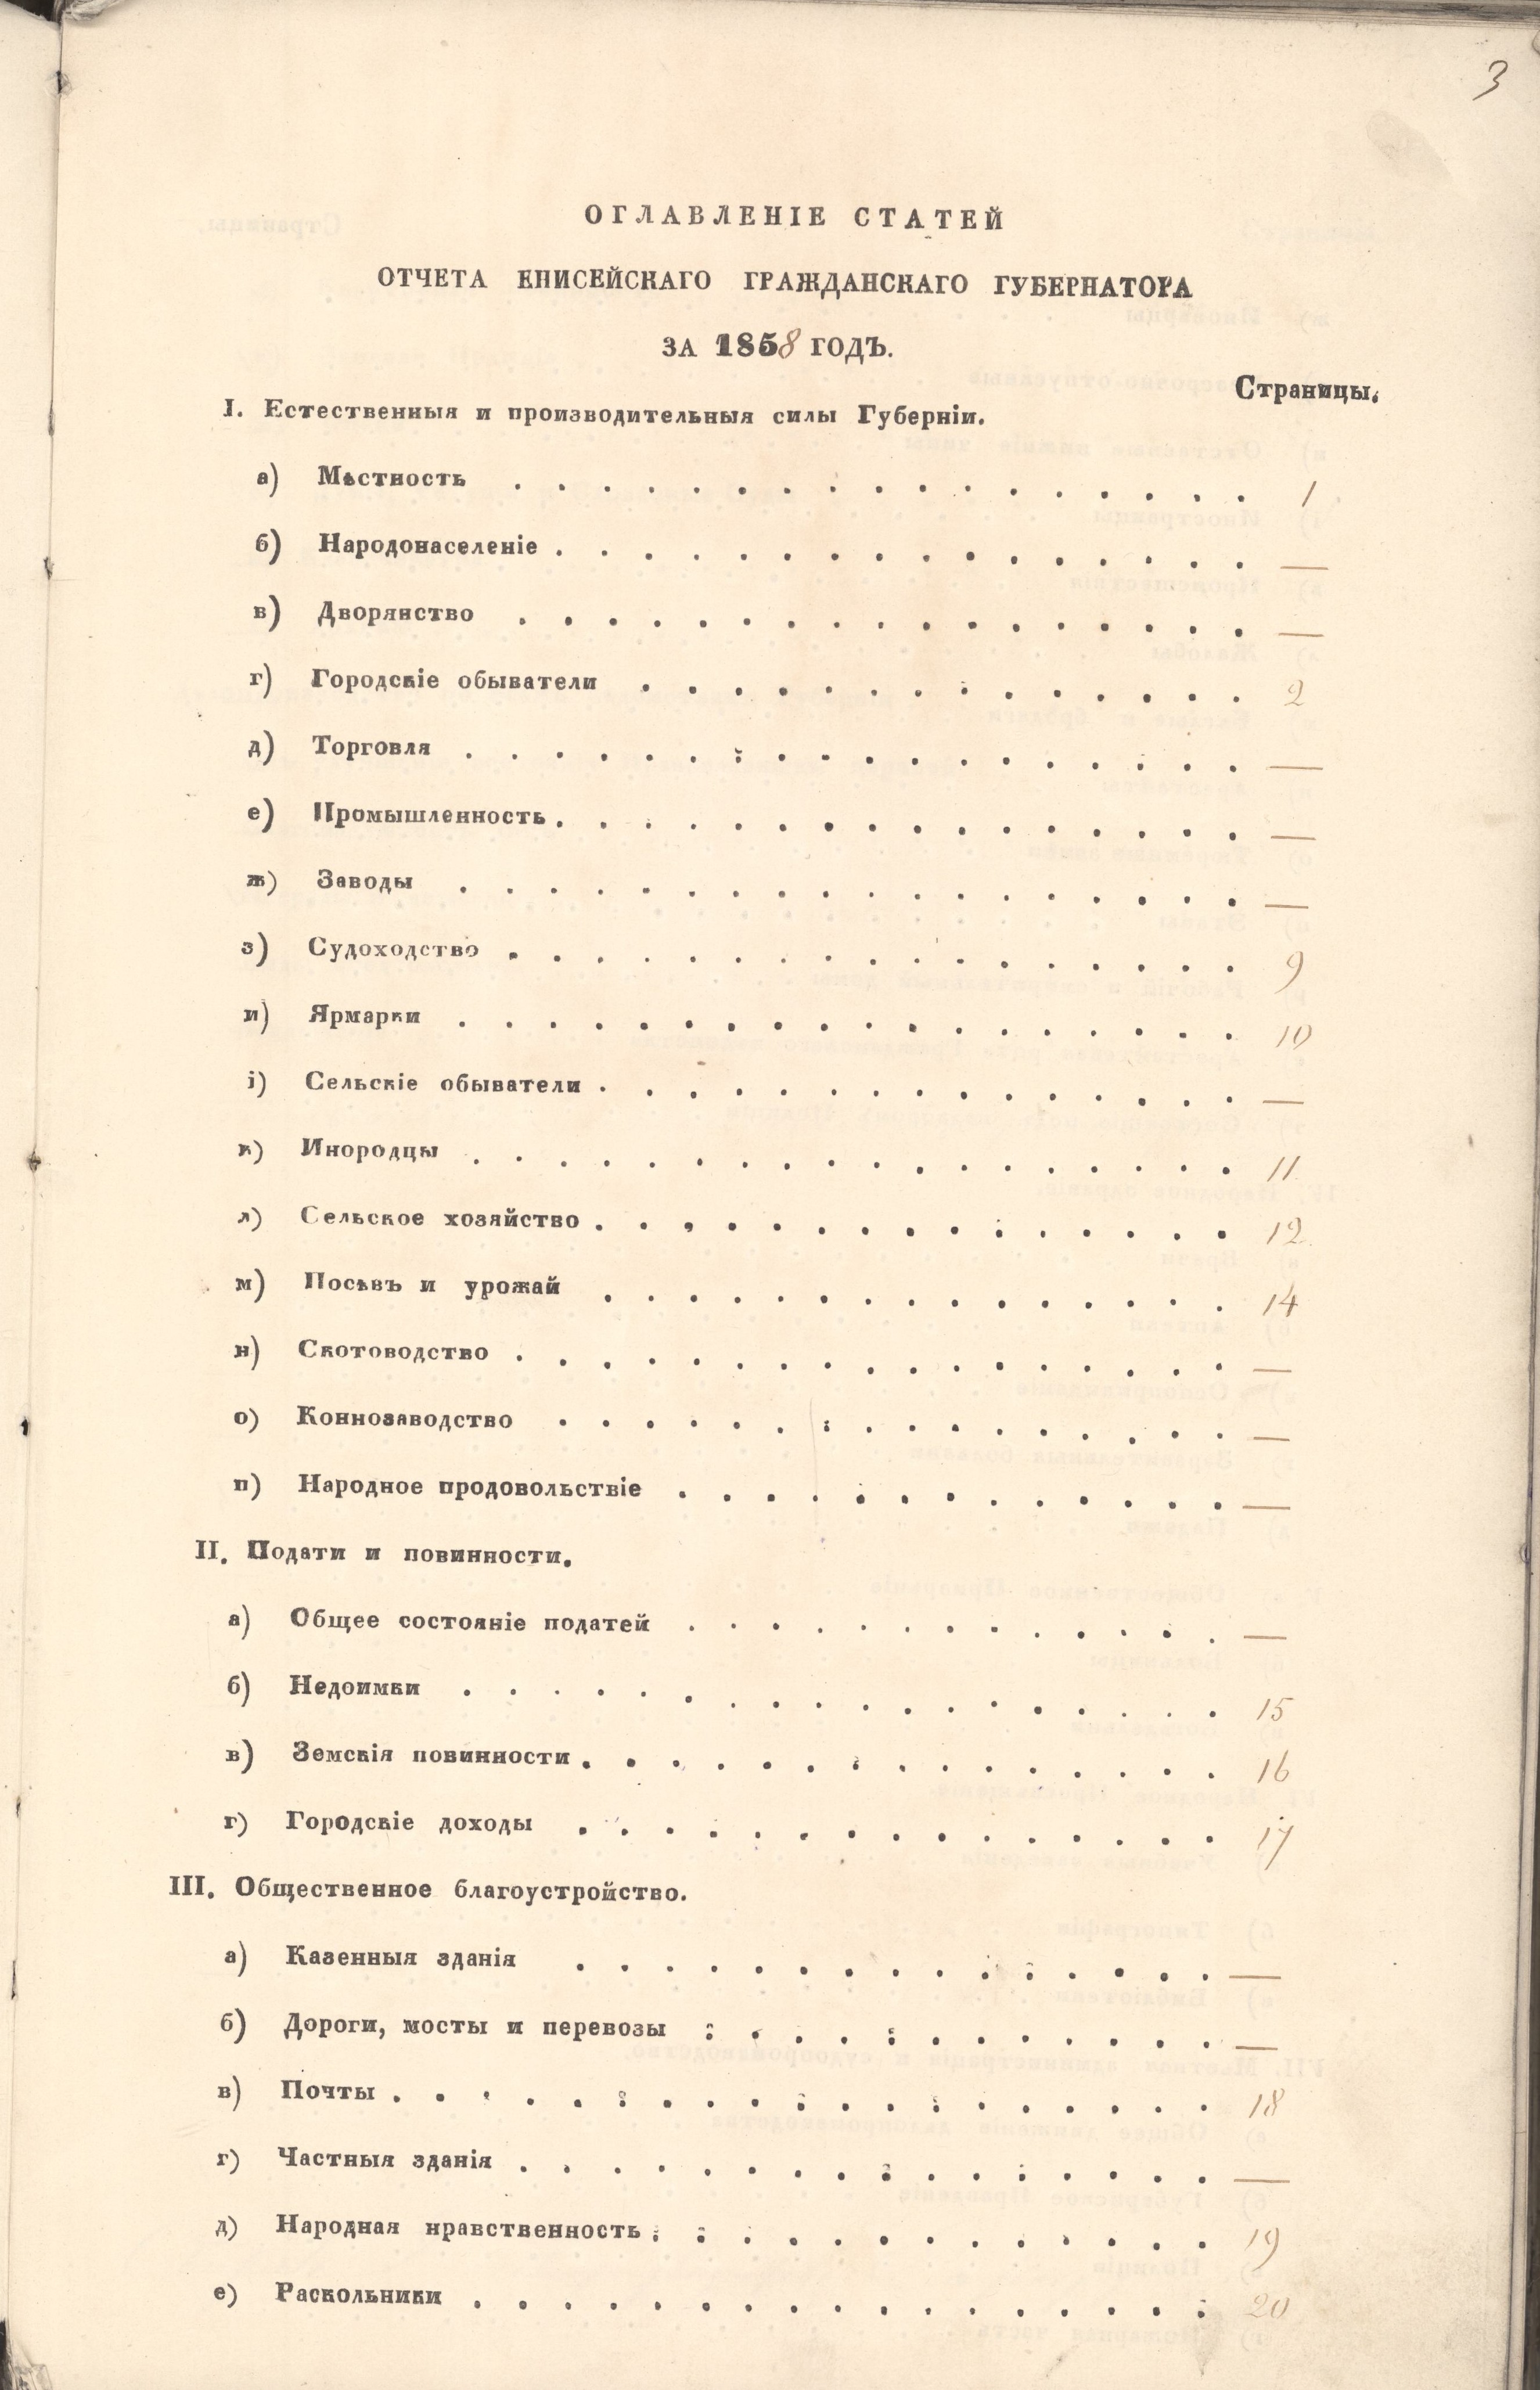 3
ОГЛАВЛЕНІЕ СТАТЕЙ
ОТЧЕТА ЕНИСЕЙСКАГО ГРАЖДАНСКАГО ГУБЕРНАТОРА
ЗА 1858 ГОДЪ.
Страницы.
I. Естественныя и производительныя силы Губерніи.
а) Мѣстность . . . . . . . . . . . . . . . . . 1
б) Народонаселеніе . . . . . . . . . . . . . . . . —
в) Дворянство . . . . . . . . . . . . . . . . . —
г) Городскіе обыватели . . . . . . . . . . . . . . 2
д) Торговля . . . . . . . . . . . . . . . . . . —
е) Промышленность . . . . . . . . . . . . . . . . —
ж) Заводы . . . . . . . . . . . . . . . . . . —
з) Судоходство . . . . . . . . . . . . . . . . . 9
и) Ярмарки . . . . . . . . . . . . . . . . . . 10
і) Сельскіе обыватели . . . . . . . . . . . . . . . —
к) Инородцы . . . . . . . . . . . . . . . . . . 11
л) Сельское хозяйство . . . . . . . . . . . . . . . 12
м) Посѣвъ и урожай . . . . . . . . . . . . . . . 14
н) Скотоводство . . . . . . . . . . . . . . . . . —
о) Коннозаводство . . . . . . . . . . . . . . . . —
п) Народное продовольствіе . . . . . . . . . . . . . —
II. Подати и повинности.
а) Общее состояніе податей . . . . . . . . . . . . . —
б) Недоимки . . . . . . . . . . . . . . . . . . 15
в) Земскія повинности . . . . . . . . . . . . . . . 16
г) Городскіе доходы . . . . . . . . . . . . . . . 17
III. Общественное благоустройство.
а) Казенныя зданія . . . . . . . . . . . . . . . —
б) Дороги, мосты и перевозы . . . . . . . . . . . . —
в) Почты . . . . . . . . . . . . . . . . . . . 18
г) Частныя зданія . . . . . . . . . . . . . . . . —
д) Народная нравственность . . . . . . . . . . . . . 19
е) Раскольники . . . . . . . . . . . . . . . . . 20